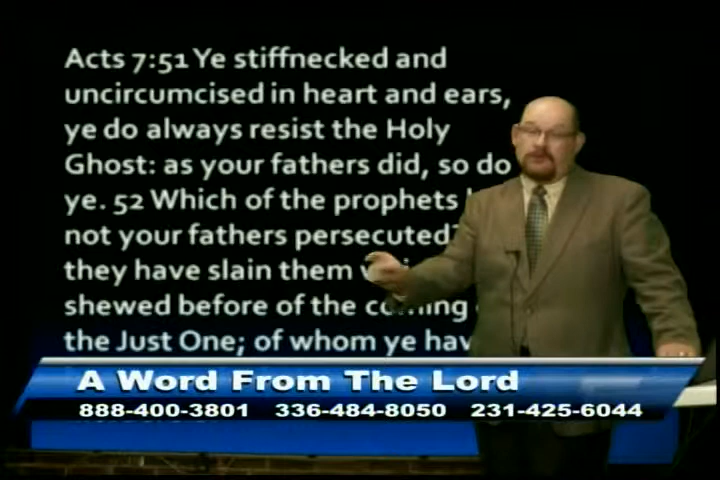 Acts 7:51 Ye stiffnecked and
uncircumcised in heart and ears,
ye do always resist the Holy
Ghost: as your fathers did, so do
ye. 52 Which of the prophets
not your fathers persecuted?
they have slain them
shewed before of the coming
the Just One; of whom ye hav
A Word From The Lord
888-400-3801 336-484-8050 231-425-6044